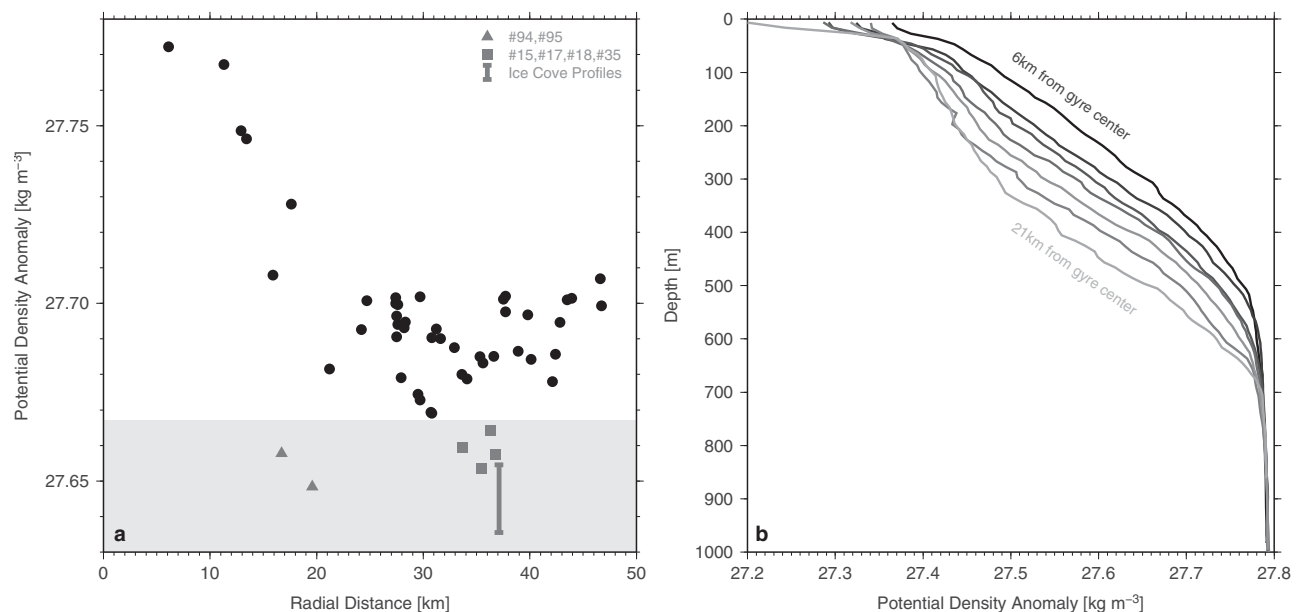 #94,#95
#15,#17,#18,#35
Ice Cove Profiles
27.75
27.70
27.65
Potential Density Anomaly [kg m⁻³]
a
0 10 20 30 40 50
Radial Distance [km]
0
100
200
300
400
500
600
700
800
900
1000
Depth [m]
6km from gyre center
21km from gyre center
b
27.2 27.3 27.4 27.5 27.6 27.7 27.8
Potential Density Anomaly [kg m⁻³]